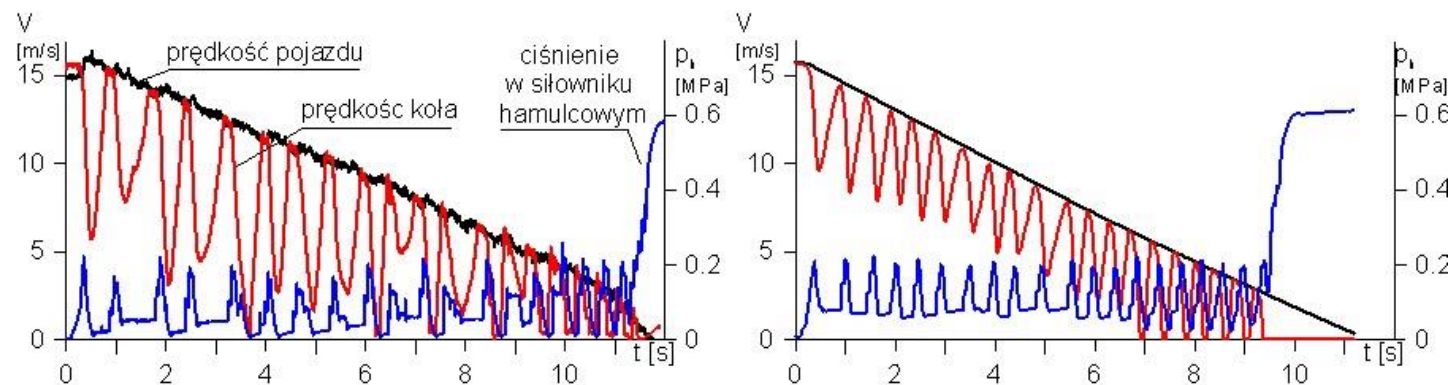 V
[m/s]
15
10
5
0
prędkość pojazdu
prędkośc koła
ciśnienie
w siłowniku
hamulcowym
p
[MPa]
0.6
0.4
0.2
0
t [s]
0 2 4 6 8 10
V
[m/s]
15
10
5
0
p
[MPa]
0.6
0.4
0.2
0
t [s]
0 2 4 6 8 10